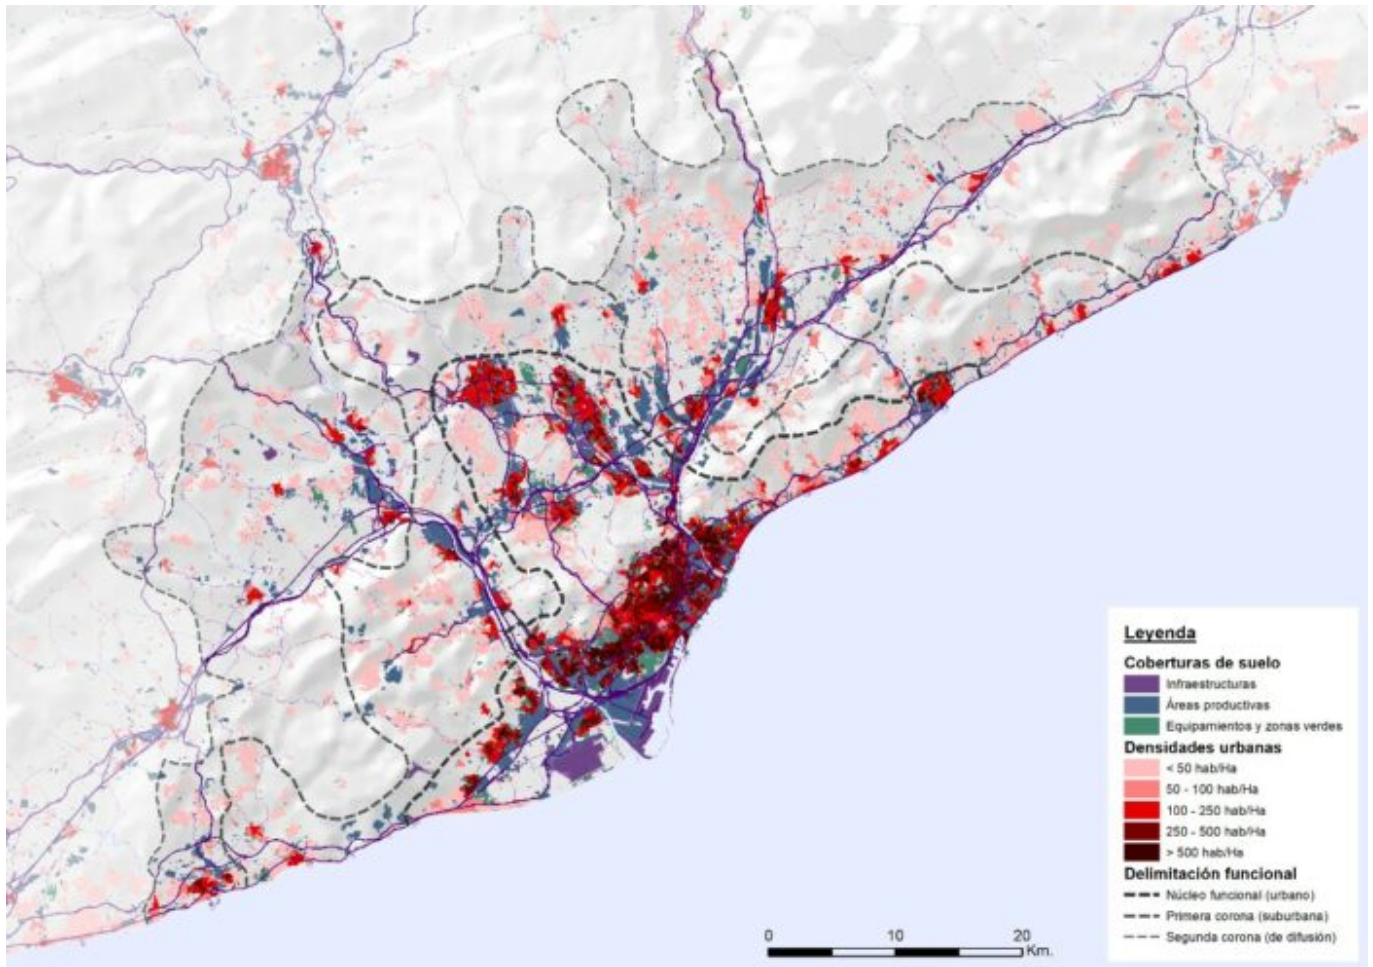 Leyenda
Coberturas de suelo
Infraestructuras
Áreas productivas
Equipamientos y zonas verdes
Densidades urbanas
< 50 hab/Ha
50 - 100 hab/Ha
100 - 250 hab/Ha
250 - 500 hab/Ha
> 500 hab/Ha
Delimitación funcional
Núcleo funcional (urbano)
Primera corona (suburbana)
Segunda corona (de difusión)
0 10 20
Km.